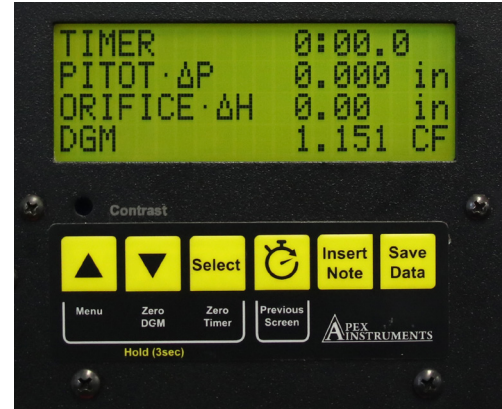 TIMER 0:00.0
PITOT·ΔP 0.000 in
ORIFICE·ΔH 0.00 in
DGM 1.151 CF
Contrast
Select
Insert
Note
Save
Data
Menu
Zero
DGM
Zero
Timer
Previous
Screen
Hold (3sec)
APEX
INSTRUMENTS